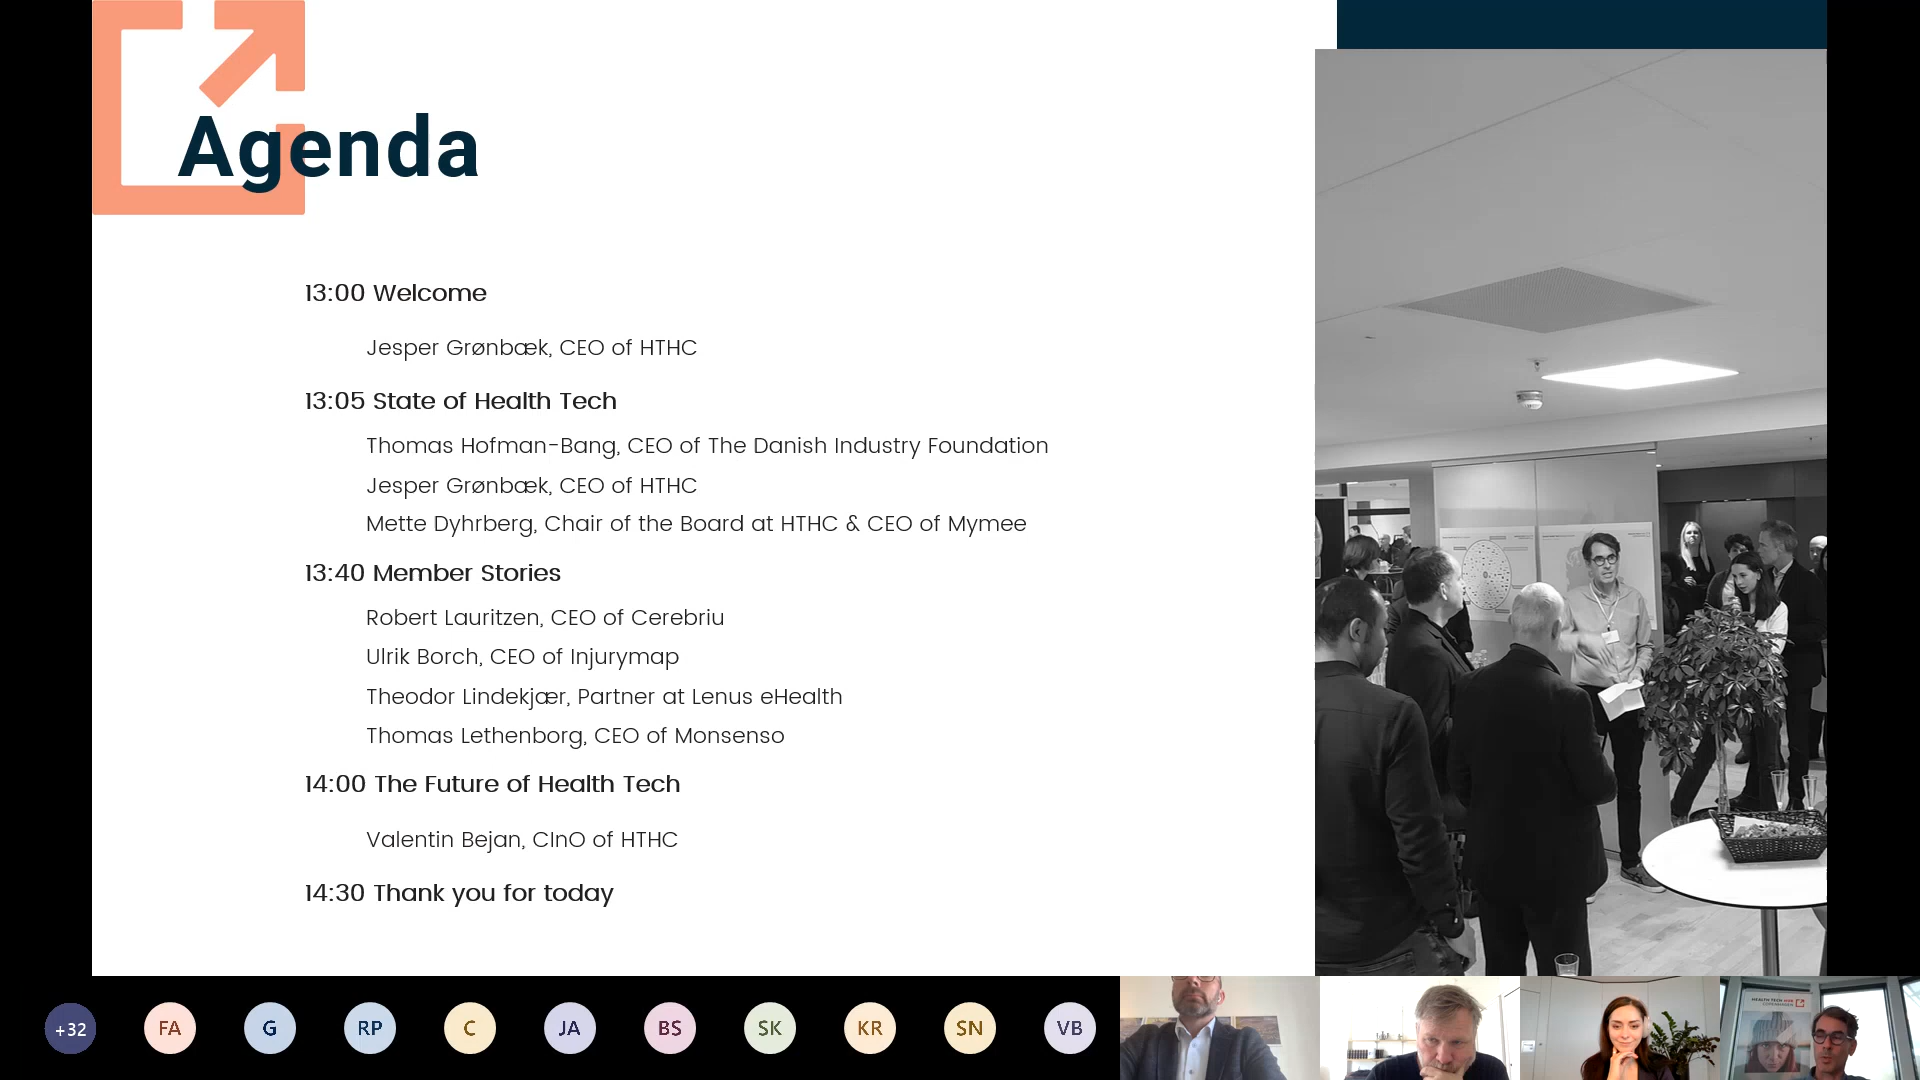 Agenda
13:00 Welcome
Jesper Grønbæk, CEO of HTHC
13:05 State of Health Tech
Thomas Hofman-Bang, CEO of The Danish Industry Foundation
Jesper Grønbæk, CEO of HTHC
Mette Dyhrberg, Chair of the Board at HTHC & CEO of Mymee
13:40 Member Stories
Robert Lauritzen, CEO of Cerebriu
Ulrik Borch, CEO of Injurymap
Theodor Lindekjær, Partner at Lenus eHealth
Thomas Lethenborg, CEO of Monsenso
14:00 The Future of Health Tech
Valentin Bejan, CInO of HTHC
14:30 Thank you for today
+32 FA G RP C JA BS SK KR SN VB
HEALTH TECH HUB
COPENHAGEN